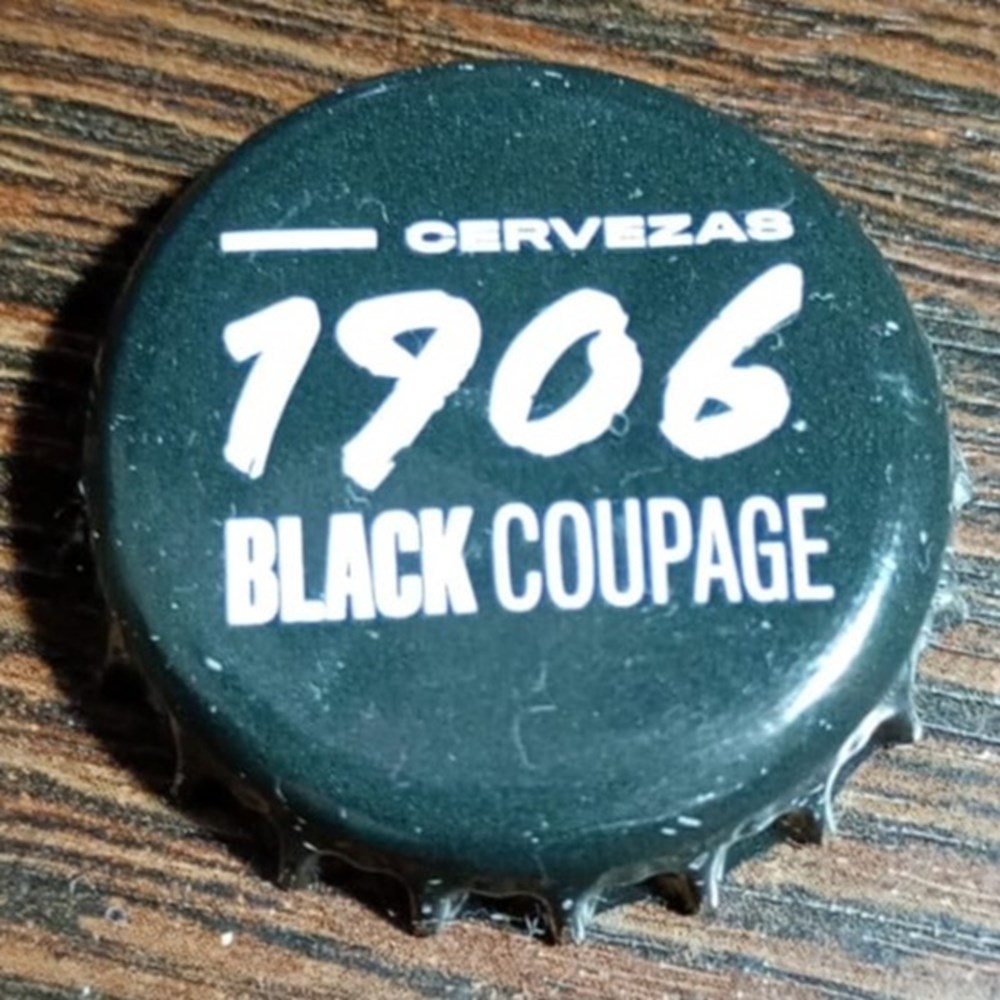 CERVEZAS
1906
BLACK COUPAGE